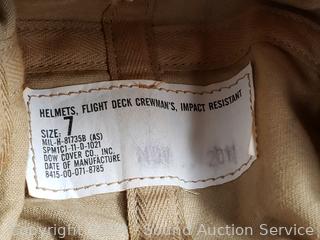 HELMETS, FLIGHT DECK CREWMAN'S, IMPACT RESISTANT
SIZE: 7
MIL-H-81735B (AS)
SPM1C1-11-D-1021
DOW COVER CO., INC.
DATE OF MANUFACTURE
8415-00-071-8785
2011
Sound Auction Service